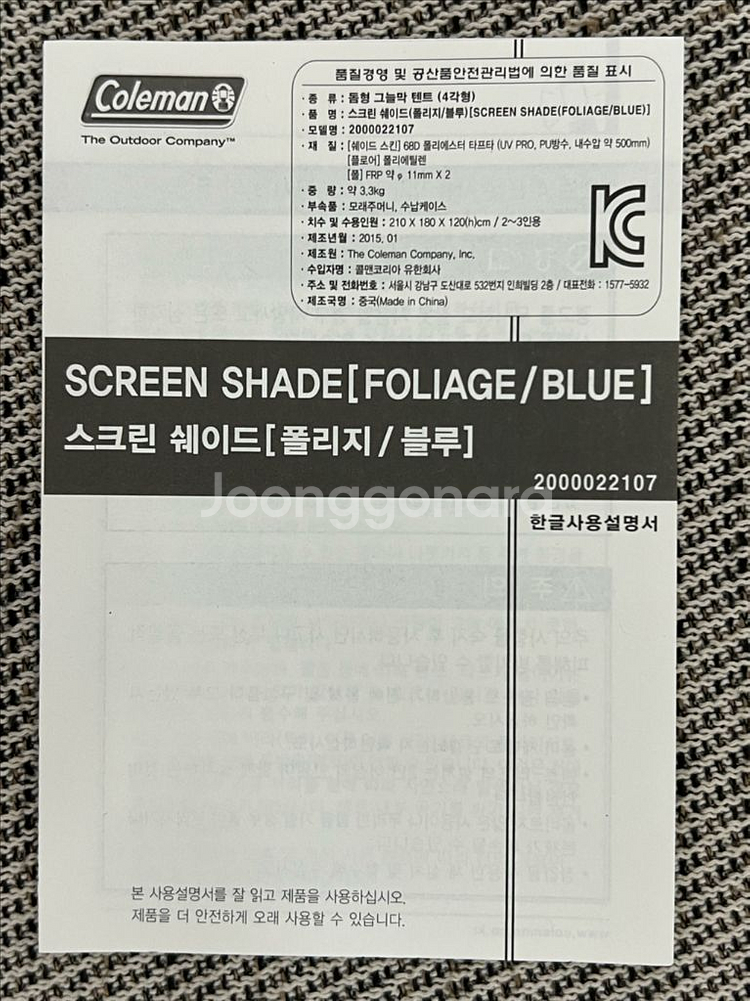 Coleman
The Outdoor Company™
품질경영 및 공산품안전관리법에 의한 품질 표시
· 종 류 : 돔형 그늘막 텐트 (4각형)
· 품 명 : 스크린 쉐이드(폴리지/블루)[SCREEN SHADE(FOLIAGE/BLUE)]
· 모델명 : 2000022107
· 재 질 : [쉐이드 스킨] 68D 폴리에스터 타프타 (UV PRO, PU방수, 내수압 약 500mm)
[플로어] 폴리에틸렌
[폴] FRP 약 φ 11mm X 2
· 중 량 : 약 3.3kg
· 부속품 : 모래주머니, 수납케이스
· 치수 및 수용인원 : 210 X 180 X 120(h)cm / 2~3인용
· 제조년월 : 2015. 01
· 제조원 : The Coleman Company, Inc.
· 수입자명 : 콜맨코리아 유한회사
· 주소 및 전화번호 : 서울시 강남구 도산대로 532번지 인희빌딩 2층 / 대표전화 : 1577-5932
· 제조국명 : 중국(Made in China)
SCREEN SHADE[FOLIAGE/BLUE]
스크린 쉐이드[폴리지/블루]
2000022107
Joonggonara
한글사용설명서
본 사용설명서를 잘 읽고 제품을 사용하십시오.
제품을 더 안전하게 오래 사용할 수 있습니다.